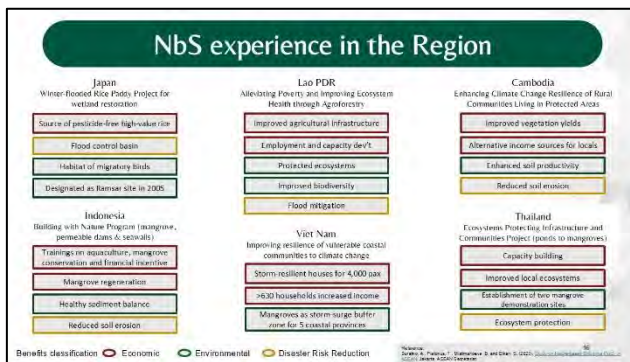 NbS experience in the Region
Japan
Winter-flooded Rice Paddy Project for
wetland restoration
Source of pesticide-free high-value rice
Flood control basin
Habitat of migratory birds
Designated as Ramsar site in 2005
Indonesia
Building with Nature Program (mangrove,
permeable dams & seawalls)
Trainings on aquaculture, mangrove
conservation and financial incentive
Mangrove regeneration
Healthy sediment balance
Reduced soil erosion
Lao PDR
Alleviating Poverty and Improving Ecosystem
Health through Agroforestry
Improved agricultural infrastructure
Employment and capacity dev't
Protected ecosystems
Improved biodiversity
Flood mitigation
Viet Nam
Improving resilience of vulnerable coastal
communities to climate change
Storm-resilient houses for 4,000 pax
>630 households increased income
Mangroves as storm-surge buffer
zone for 5 coastal provinces
Cambodia
Enhancing Climate Change Resilience of Rural
Communities Living in Protected Areas
Improved vegetation yields
Alternative income sources for locals
Enhanced soil productivity
Reduced soil erosion
Thailand
Ecosystems Protecting Infrastructure and
Communities Project (ponds to mangroves)
Capacity building
Improved local ecosystems
Establishment of two mangrove
demonstration sites
Ecosystem protection
Benefits classification
Economic
Environmental
Disaster Risk Reduction